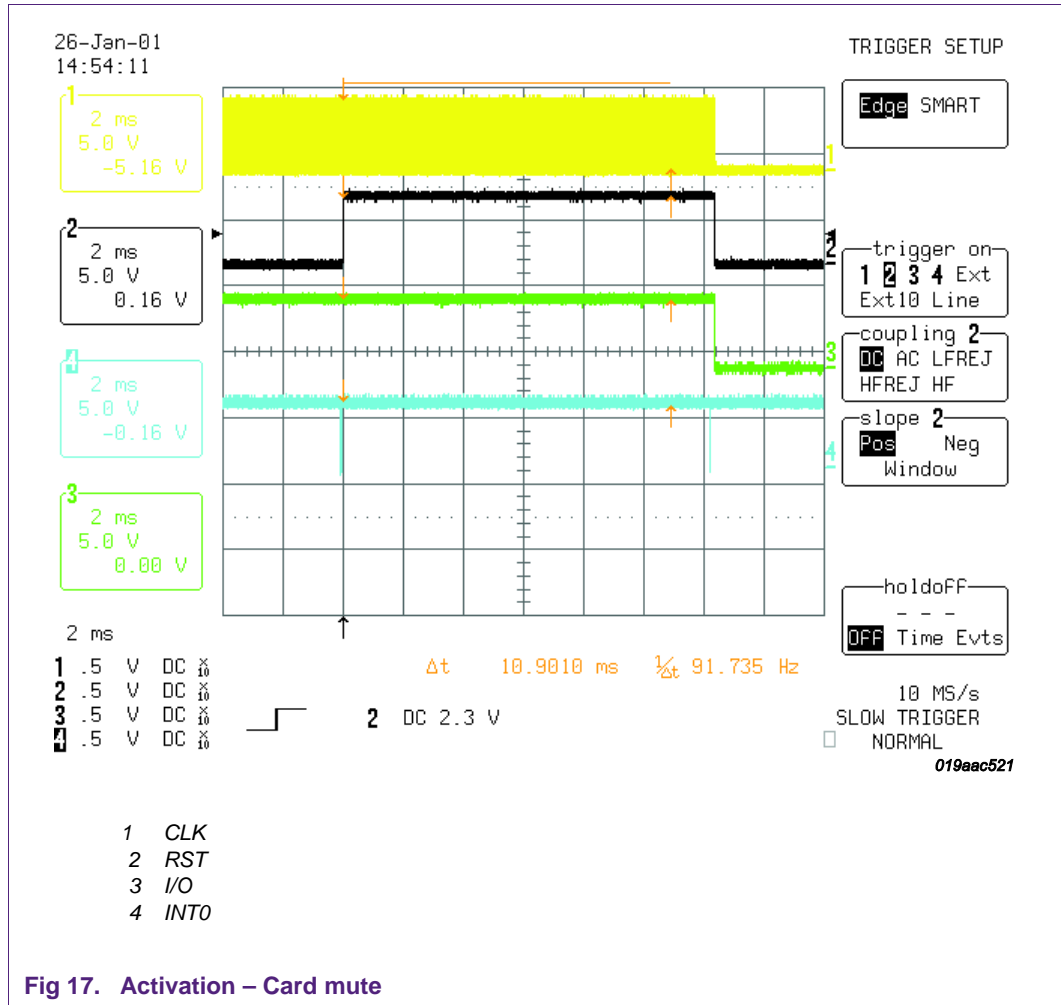 26-Jan-01
14:54:11
TRIGGER SETUP
1
2 ms
5.0 V
-5.16 V
2
2 ms
5.0 V
0.16 V
4
2 ms
5.0 V
-0.16 V
3
2 ms
5.0 V
0.00 V
1
2
3
4
Edge SMART
trigger on
1 2 3 4 Ext
Ext10 Line
coupling 2
DC AC LFREJ
HFREJ HF
slope 2
Pos Neg
Window
holdoff
- - -
OFF Time Evts
2 ms
1 .5 V DC X10
2 .5 V DC X10
3 .5 V DC X10
4 .5 V DC X10
Δt 10.9010 ms 1/Δt 91.735 Hz
2 DC 2.3 V
10 MS/s
SLOW TRIGGER
NORMAL
019aac521
1 CLK
2 RST
3 I/O
4 INT0
Fig 17. Activation – Card mute